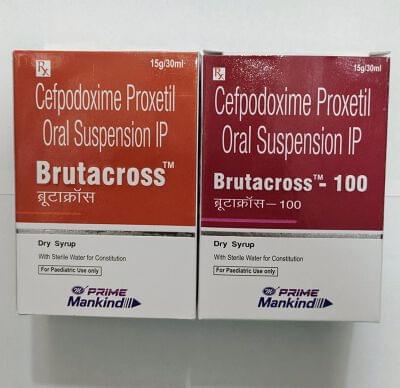 Rx
15g/30ml
Cefpodoxime Proxetil
Oral Suspension IP
Brutacross™
ब्रूटाक्रॉस
Dry Syrup
With Sterile Water for Constitution
For Paediatric Use only
PRIME
Mankind
Rx
15g/30ml
Cefpodoxime Proxetil
Oral Suspension IP
Brutacross™- 100
ब्रूटाक्रॉस–100
Dry Syrup
With Sterile Water for Constitution
For Paediatric Use only
PRIME
Mankind